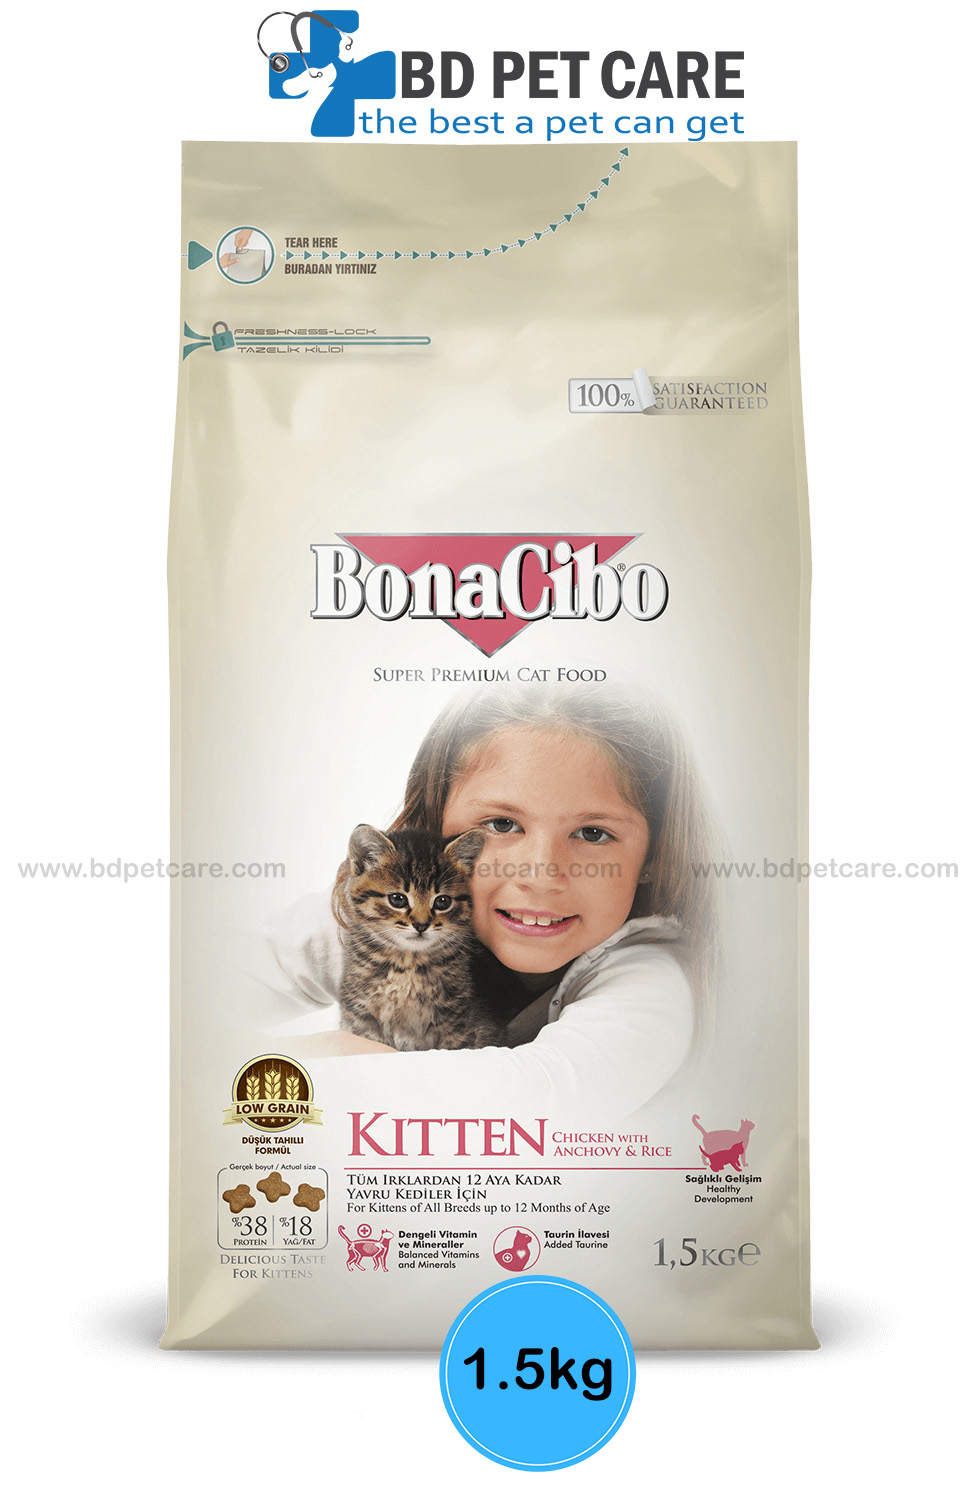 BD PET CARE
the best a pet can get
TEAR HERE
BURADAN YIRTINIZ
FRESHNESS-LOCK
TAZELİK KİLİDİ
100% SATISFACTION
GUARANTEED
BonaCibo®
SUPER PREMIUM CAT FOOD
www.bdpetcare.com
www.bdpetcare.com
www.bdpetcare.com
LOW GRAIN
DÜŞÜK TAHILLI
FORMÜL
Gerçek boyut / Actual size
%38
PROTEİN
%18
YAĞ/FAT
DELICIOUS TASTE
FOR KITTENS
KITTEN
CHICKEN WITH
ANCHOVY & RICE
TÜM IRKLARDAN 12 AYA KADAR
YAVRU KEDİLER İÇİN
For Kittens of All Breeds up to 12 Months of Age
Dengeli Vitamin
ve Mineraller
Balanced Vitamins
and Minerals
Taurin İlavesi
Added Taurine
Sağlıklı Gelişim
Healthy
Development
1,5KGe
1.5kg